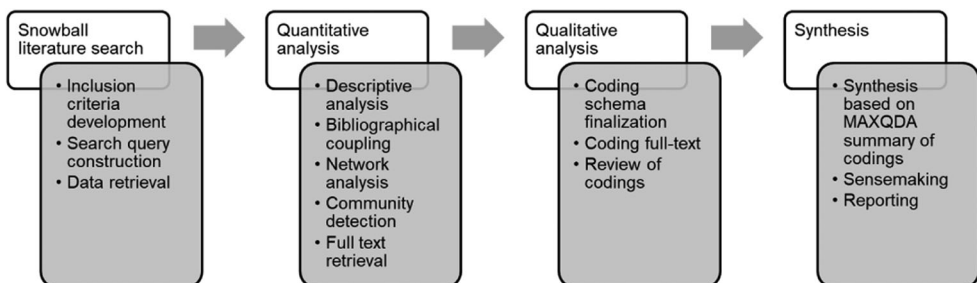 Snowball
literature search
• Inclusion
criteria
development
• Search query
construction
• Data retrieval
Quantitative
analysis
• Descriptive
analysis
• Bibliographical
coupling
• Network
analysis
• Community
detection
• Full text
retrieval
Qualitative
analysis
• Coding
schema
finalization
• Coding full-text
• Review of
codings
Synthesis
• Synthesis
based on
MAXQDA
summary of
codings
• Sensemaking
• Reporting